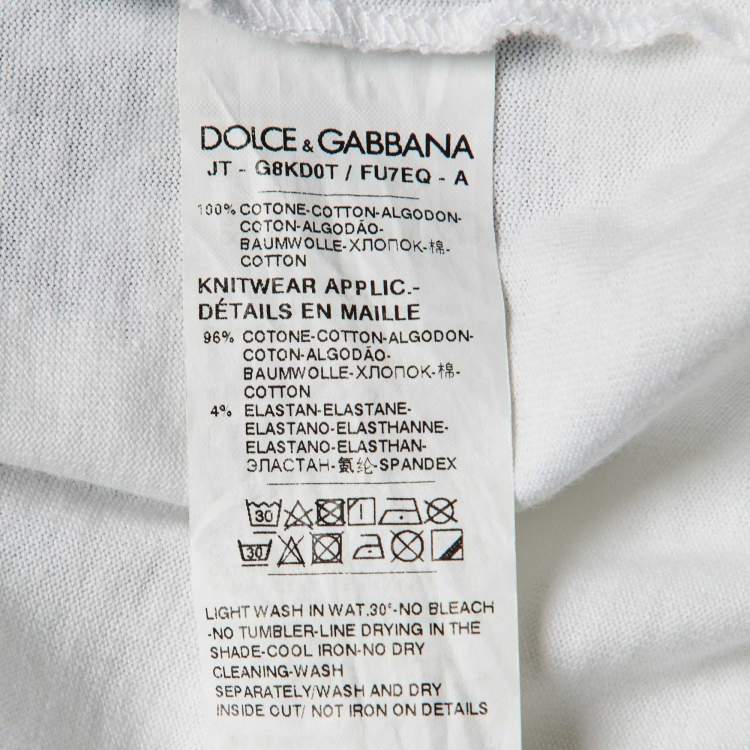 DOLCE & GABBANA
JT - G8KD0T / FU7EQ - A
100% COTONE-COTTON-ALGODON-
COTON-ALGODÃO-
BAUMWOLLE-ХЛОПОК-棉-
COTTON
KNITWEAR APPLIC.-
DÉTAILS EN MAILLE
96% COTONE-COTTON-ALGODON-
COTON-ALGODÃO-
BAUMWOLLE-ХЛОПОК-棉-
COTTON
4% ELASTAN-ELASTANE-
ELASTANO-ELASTHANNE-
ELASTANO-ELASTHAN-
ЭЛАСТАН-氨纶-SPANDEX
30
30
LIGHT WASH IN WAT.30°-NO BLEACH
-NO TUMBLER-LINE DRYING IN THE
SHADE-COOL IRON-NO DRY
CLEANING-WASH
SEPARATELY/WASH AND DRY
INSIDE OUT/ NOT IRON ON DETAILS